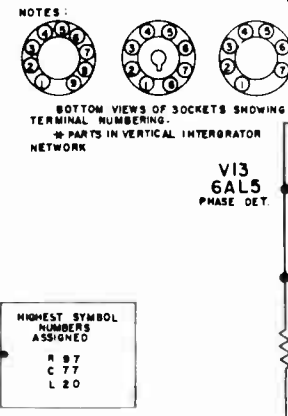 NOTES:
BOTTOM VIEWS OF SOCKETS SHOWING
TERMINAL NUMBERING.
* PARTS IN VERTICAL INTERGRATOR
NETWORK
V13
6AL5
PHASE DET.
HIGHEST SYMBOL
NUMBERS
ASSIGNED
R 97
C 77
L 20